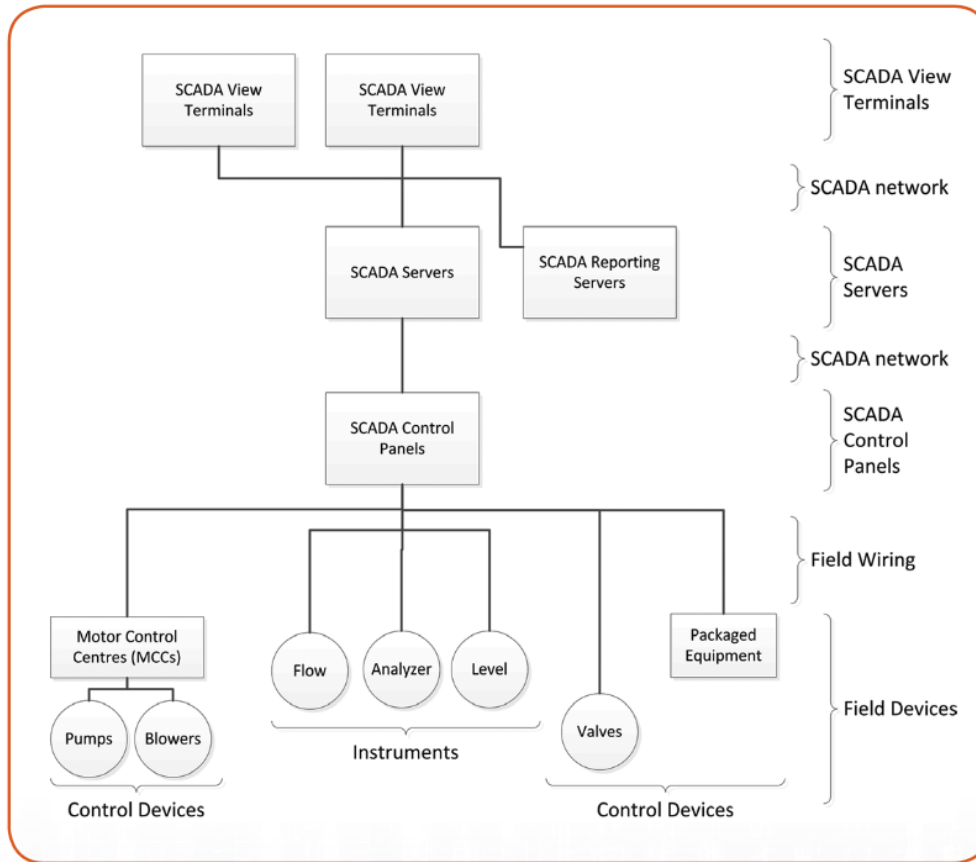 SCADA View
Terminals
SCADA View
Terminals
SCADA View
Terminals
SCADA network
SCADA Servers
SCADA Reporting
Servers
SCADA
Servers
SCADA network
SCADA Control
Panels
SCADA
Control
Panels
Field Wiring
Motor Control
Centres (MCCs)
Flow
Analyzer
Level
Packaged
Equipment
Pumps
Blowers
Valves
Field Devices
Instruments
Control Devices
Control Devices